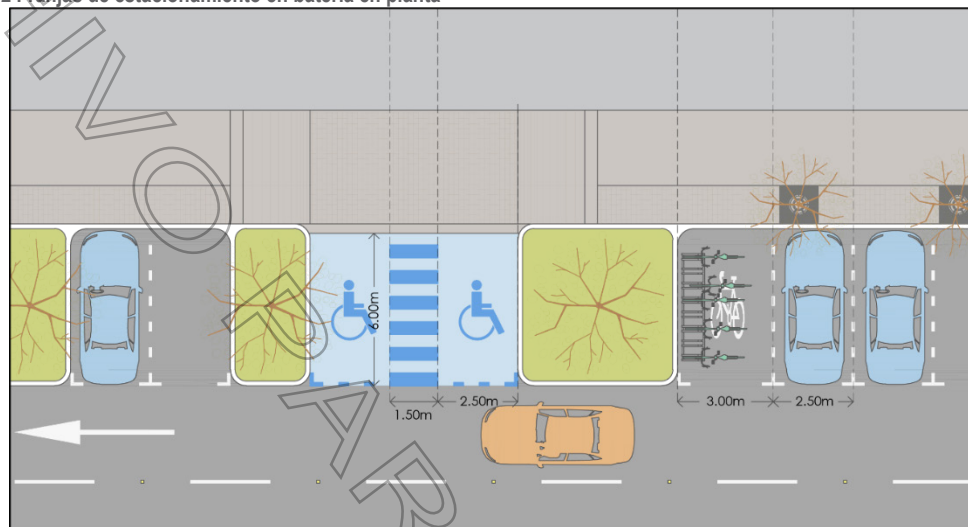 franjas de estacionamiento en batería en planta
6.00m
1.50m
2.50m
3.00m
2.50m